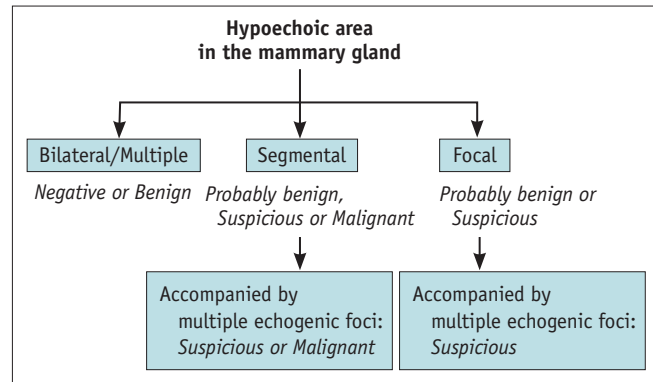 Hypoechoic area
in the mammary gland
Bilateral/Multiple
Negative or Benign
Segmental
Probably benign,
Suspicious or Malignant
Focal
Probably benign or
Suspicious
Accompanied by
multiple echogenic foci:
Suspicious or Malignant
Accompanied by
multiple echogenic foci:
Suspicious